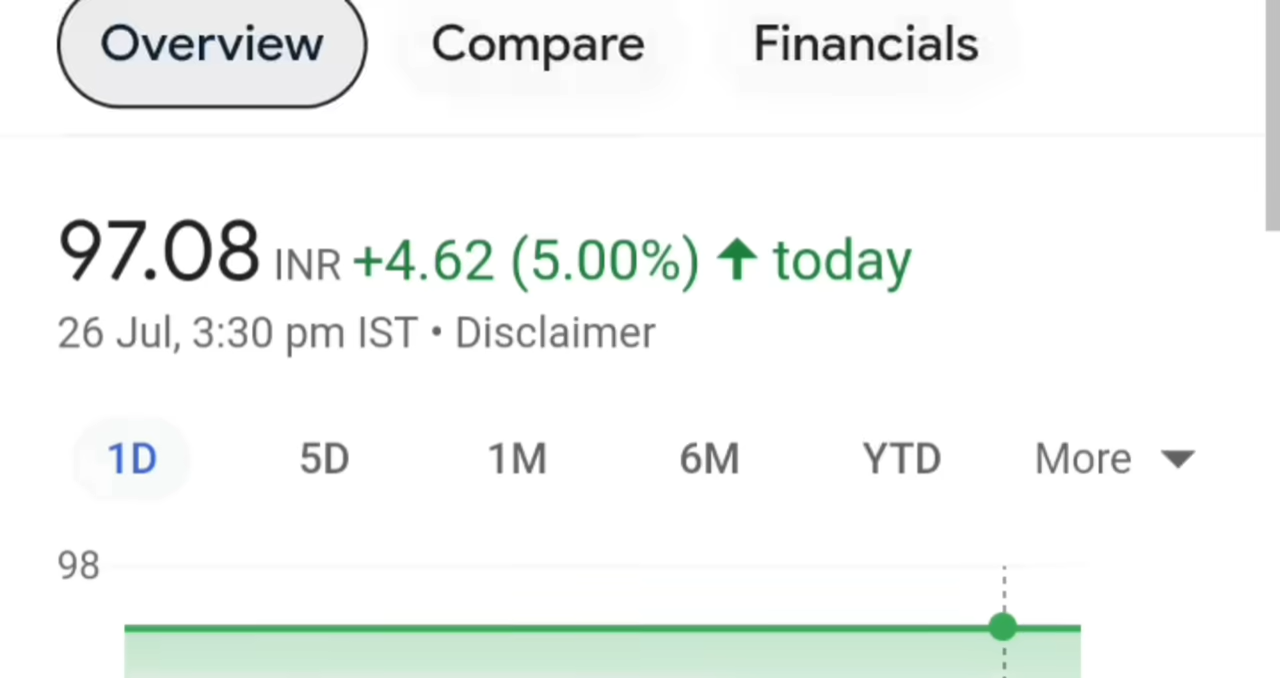 Overview Compare Financials
97.08 INR +4.62 (5.00%) ↑ today
26 Jul, 3:30 pm IST • Disclaimer
1D 5D 1M 6M YTD More
98